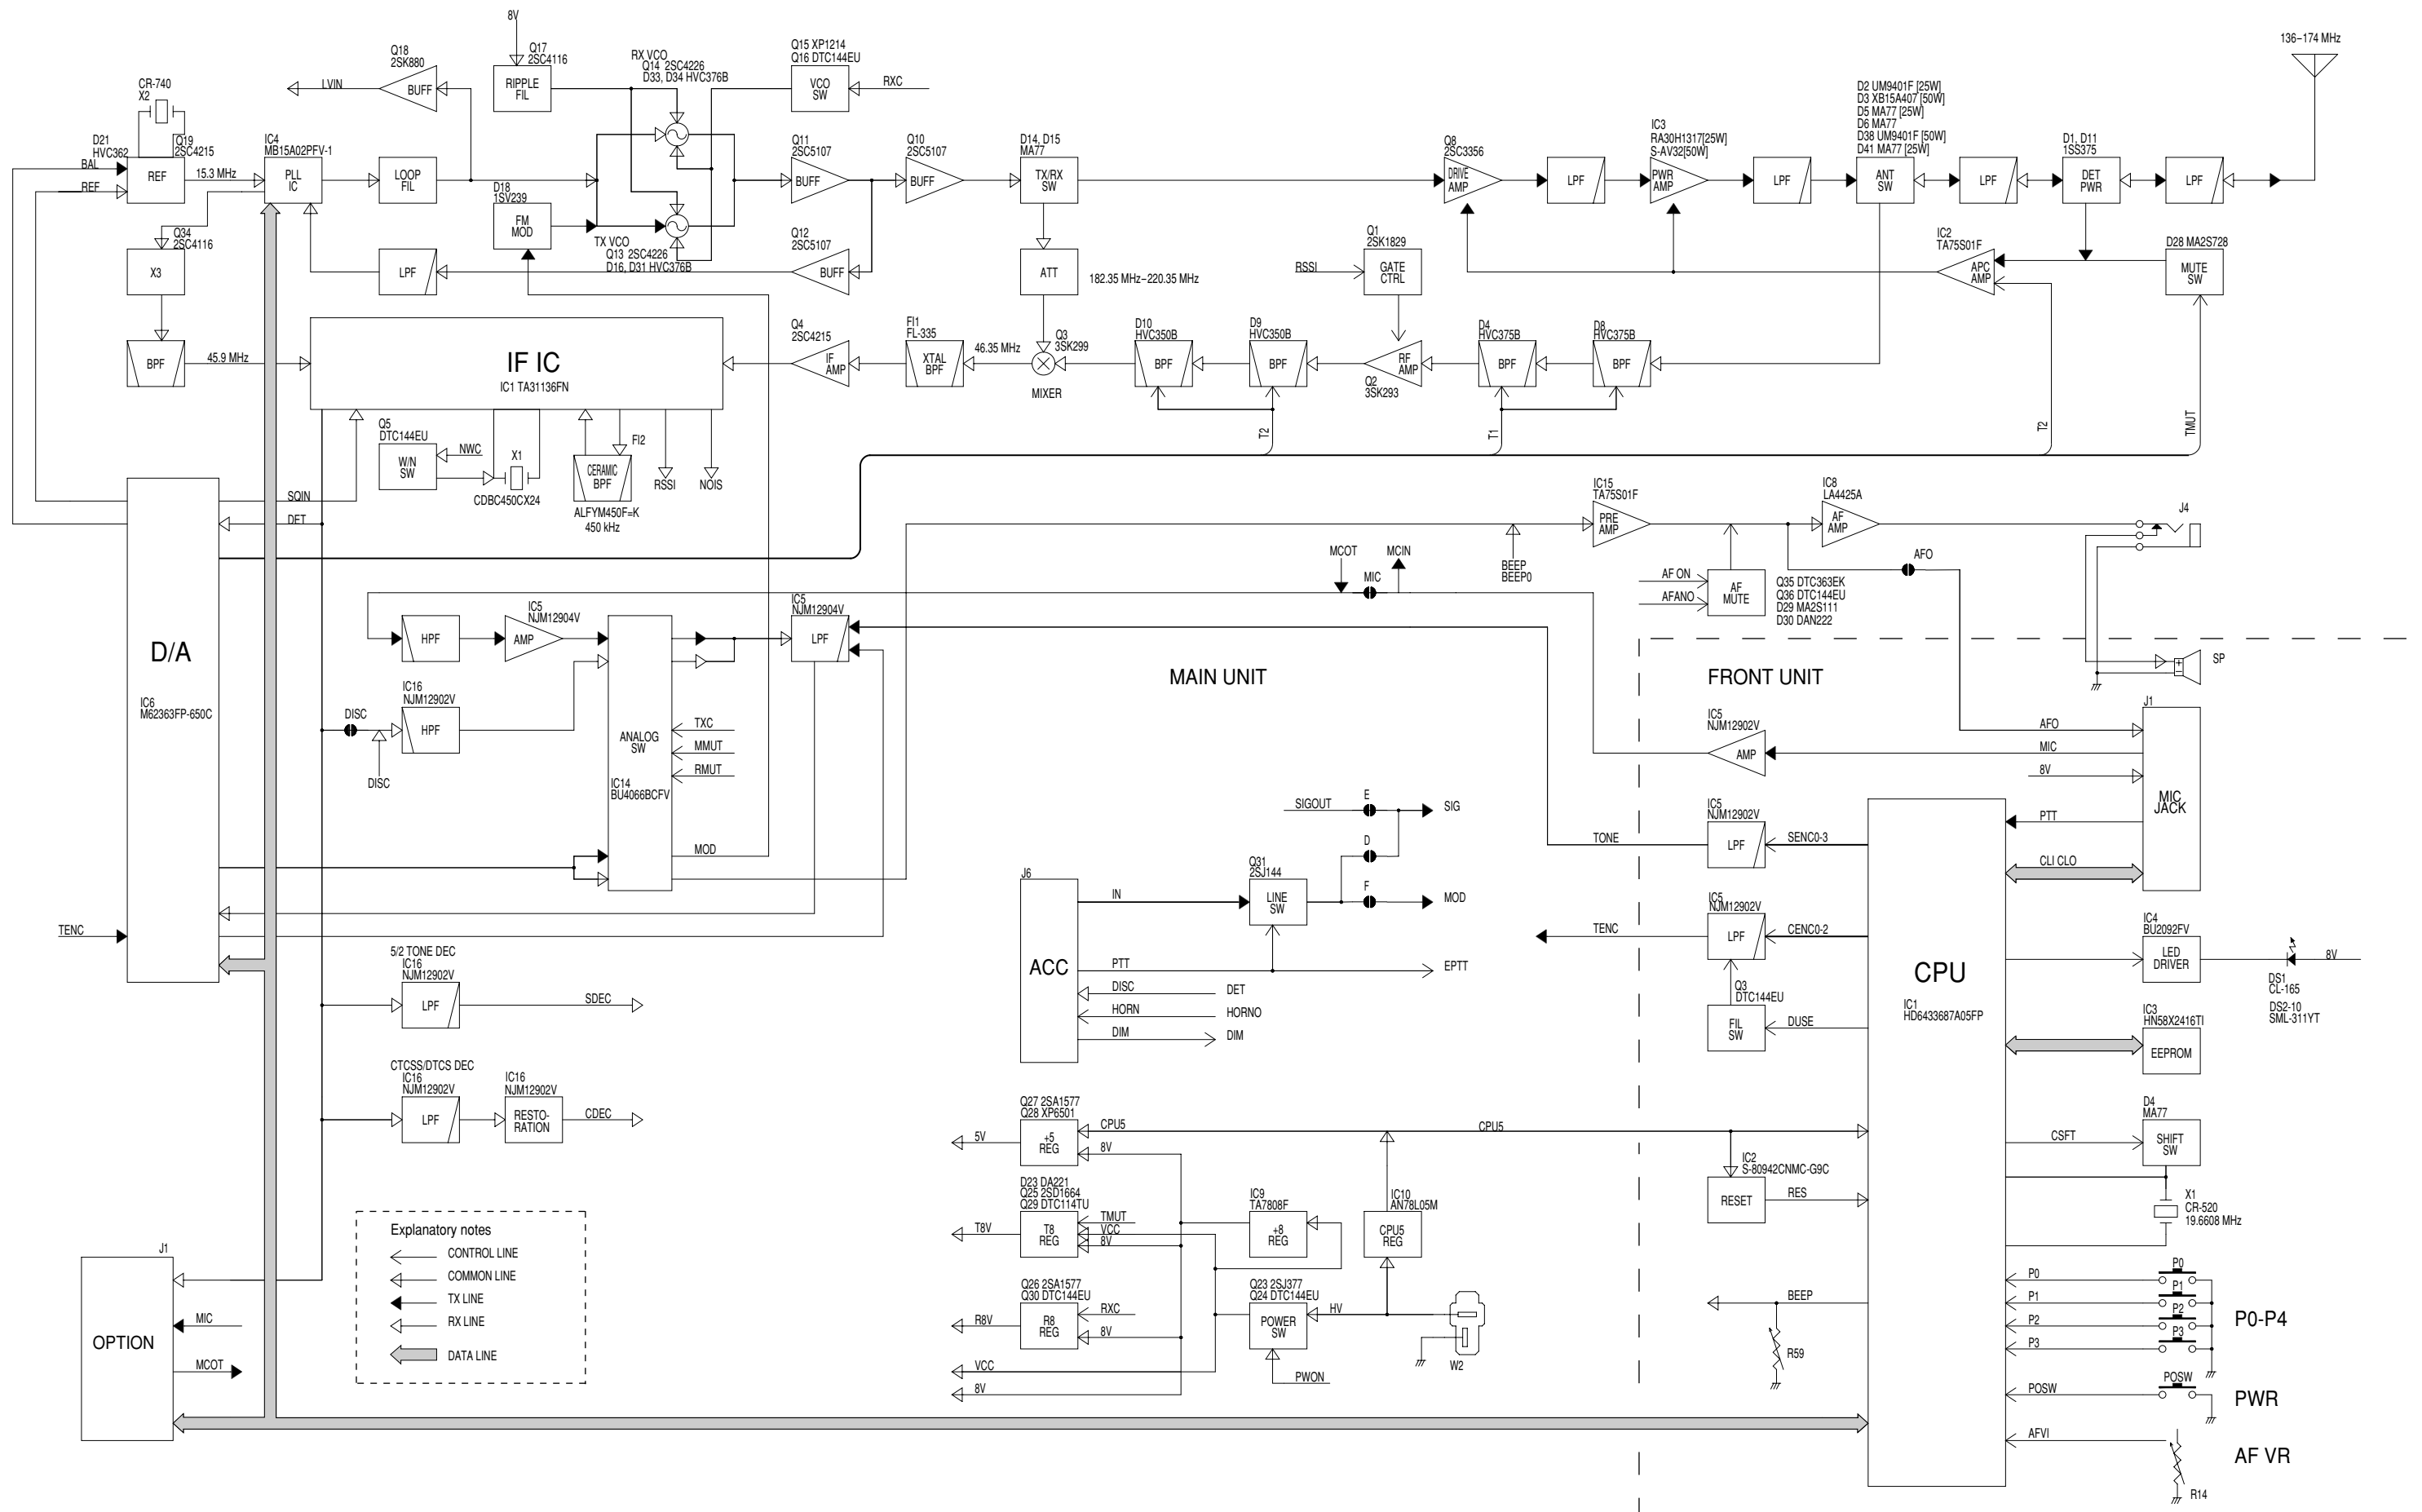 8V
136–174 MHz
Q18
2SK880
BUFF
LVIN
Q17
2SC4116
RIPPLE
FIL
RX VCO
Q14 2SC4226
D33, D34 HVC376B
Q15 XP1214
Q16 DTC144EU
VCO
SW
RXC
CR-740
X2
D21
HVC362
Q19
2SC4215
BAL
REF
REF
15.3 MHz
IC4
MB15A02PFV-1
PLL
IC
LOOP
FIL
D18
1SV239
FM
MOD
TX VCO
Q13 2SC4226
D16, D31 HVC376B
Q11
2SC5107
BUFF
Q10
2SC5107
BUFF
Q12
2SC5107
BUFF
D14, D15
MA77
TX/RX
SW
Q8
2SC3356
DRIVE
AMP
LPF
IC3
RA30H1317[25W]
S-AV32[50W]
PWR
AMP
LPF
D2 UM9401F [25W]
D3 XB15A407 [50W]
D5 MA77 [25W]
D6 MA77
D38 UM9401F [50W]
D41 MA77 [25W]
ANT
SW
LPF
D1, D11
1SS375
DET
PWR
LPF
Q34
2SC4116
X3
LPF
ATT
182.35 MHz–220.35 MHz
RSSI
Q1
2SK1829
GATE
CTRL
IC2
TA75S01F
APC
AMP
D28 MA2S728
MUTE
SW
BPF
45.9 MHz
IF IC
IC1 TA31136FN
Q4
2SC4215
IF
AMP
FI1
FL-335
XTAL
BPF
46.35 MHz
Q3
3SK299
MIXER
D10
HVC350B
BPF
D9
HVC350B
BPF
RF
AMP
Q2
3SK293
D4
HVC375B
BPF
D8
HVC375B
BPF
T2
T1
T2
TMUT
Q5
DTC144EU
W/N
SW
NWC
X1
CDBC450CX24
FI2
CERAMIC
BPF
ALFYM450F=K
450 kHz
RSSI
NOIS
SQIN
DET
D/A
IC6
M62363FP-650C
IC15
TA75S01F
PRE
AMP
IC8
LA4425A
AF
AMP
J4
AFO
BEEP
BEEP0
AF ON
AFANO
AF
MUTE
Q35 DTC363EK
Q36 DTC144EU
D29 MA2S111
D30 DAN222
MCOT
MIC
MCIN
HPF
IC5
NJM12904V
AMP
IC5
NJM12904V
LPF
IC16
NJM12902V
HPF
DISC
DISC
ANALOG
SW
IC14
BU4066BCFV
TXC
MMUT
RMUT
MOD
MAIN UNIT
FRONT UNIT
SP
IC5
NJM12902V
AMP
J1
AFO
MIC
8V
MIC
JACK
PTT
CLI CLO
IC5
NJM12902V
LPF
TONE
SENC0-3
IC5
NJM12902V
LPF
TENC
CENC0-2
Q3
DTC144EU
FIL
SW
DUSE
CPU
IC1
HD6433687A05FP
IC4
BU2092FV
LED
DRIVER
8V
DS1
CL-165
DS2-10
SML-311YT
IC3
HN58X2416TI
EEPROM
SIGOUT
E
SIG
D
Q31
2SJ144
LINE
SW
F
MOD
J6
ACC
IN
PTT
EPTT
DISC
DET
HORN
HORNO
DIM
DIM
TENC
5/2 TONE DEC
IC16
NJM12902V
LPF
SDEC
CTCSS/DTCS DEC
IC16
NJM12902V
LPF
IC16
NJM12902V
RESTO-
RATION
CDEC
Q27 2SA1577
Q28 XP6501
+5
REG
5V
CPU5
8V
CPU5
D23 DA221
Q25 2SD1664
Q29 DTC114TU
T8
REG
T8V
TMUT
VCC
8V
IC9
TA7808F
+8
REG
IC10
AN78L05M
CPU5
REG
Q26 2SA1577
Q30 DTC144EU
R8
REG
R8V
RXC
8V
Q23 2SJ377
Q24 DTC144EU
POWER
SW
HV
PWON
W2
VCC
8V
IC2
S-80942CNMC-G9C
RESET
RES
BEEP
R59
D4
MA77
SHIFT
SW
CSFT
X1
CR-520
19.6608 MHz
P0
P0
P1
P1
P2
P2
P3
P3
P0-P4
POSW
POSW
PWR
AFVI
AF VR
R14
Explanatory notes
CONTROL LINE
COMMON LINE
TX LINE
RX LINE
DATA LINE
J1
OPTION
MIC
MCOT